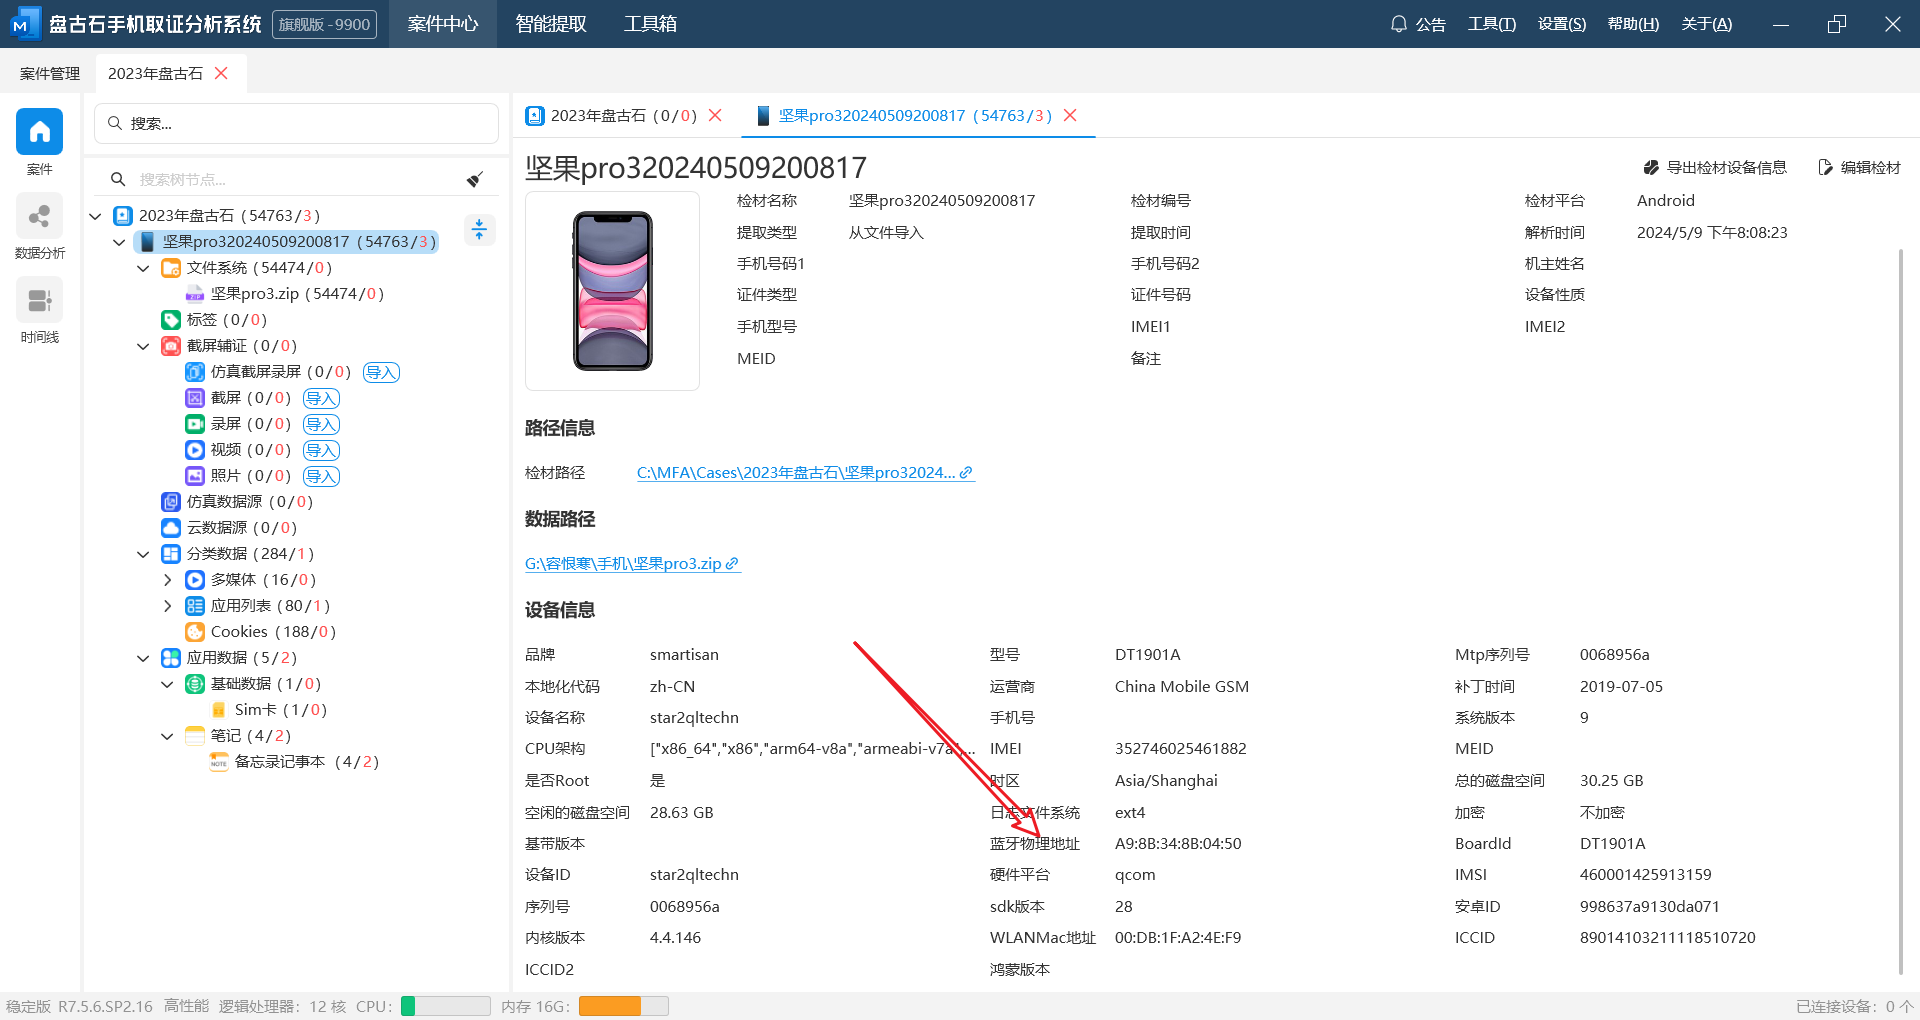 盘古石手机取证分析系统 旗舰版-9900 案件中心 智能提取 工具箱 公告 工具(T) 设置(S) 帮助(H) 关于(A)
案件管理 2023年盘古石
案件
数据分析
时间线
搜索...
搜索树节点...
2023年盘古石 (54763/3)
坚果pro320240509200817 (54763/3)
文件系统 (54474/0)
坚果pro3.zip (54474/0)
标签 (0/0)
截屏辅证 (0/0)
仿真截屏录屏 (0/0) 导入
截屏 (0/0) 导入
录屏 (0/0) 导入
视频 (0/0) 导入
照片 (0/0) 导入
仿真数据源 (0/0)
云数据源 (0/0)
分类数据 (284/1)
多媒体 (16/0)
应用列表 (80/1)
Cookies (188/0)
应用数据 (5/2)
基础数据 (1/0)
Sim卡 (1/0)
笔记 (4/2)
备忘录记事本 (4/2)
2023年盘古石 (0/0) 坚果pro320240509200817 (54763/3)
坚果pro320240509200817 导出检材设备信息 编辑检材
检材名称 坚果pro320240509200817 检材编号 检材平台 Android
提取类型 从文件导入 提取时间 解析时间 2024/5/9 下午8:08:23
手机号码1 手机号码2 机主姓名
证件类型 证件号码 设备性质
手机型号 IMEI1 IMEI2
MEID 备注
路径信息
检材路径 C:\MFA\Cases\2023年盘古石\坚果pro32024...
数据路径
G:\容恨寒\手机\坚果pro3.zip
设备信息
品牌 smartisan 型号 DT1901A Mtp序列号 0068956a
本地化代码 zh-CN 运营商 China Mobile GSM 补丁时间 2019-07-05
设备名称 star2qltechn 手机号 系统版本 9
CPU架构 ["x86_64","x86","arm64-v8a","armeabi-v7a",... IMEI 352746025461882 MEID
是否Root 是 时区 Asia/Shanghai 总的磁盘空间 30.25 GB
空闲的磁盘空间 28.63 GB 日志文件系统 ext4 加密 不加密
基带版本 蓝牙物理地址 A9:8B:34:8B:04:50 BoardId DT1901A
设备ID star2qltechn 硬件平台 qcom IMSI 460001425913159
序列号 0068956a sdk版本 28 安卓ID 998637a9130da071
内核版本 4.4.146 WLANMac地址 00:DB:1F:A2:4E:F9 ICCID 89014103211118510720
ICCID2 鸿蒙版本
稳定版 R7.5.6.SP2.16 高性能 逻辑处理器: 12 核 CPU: 内存 16G: 已连接设备: 0 个